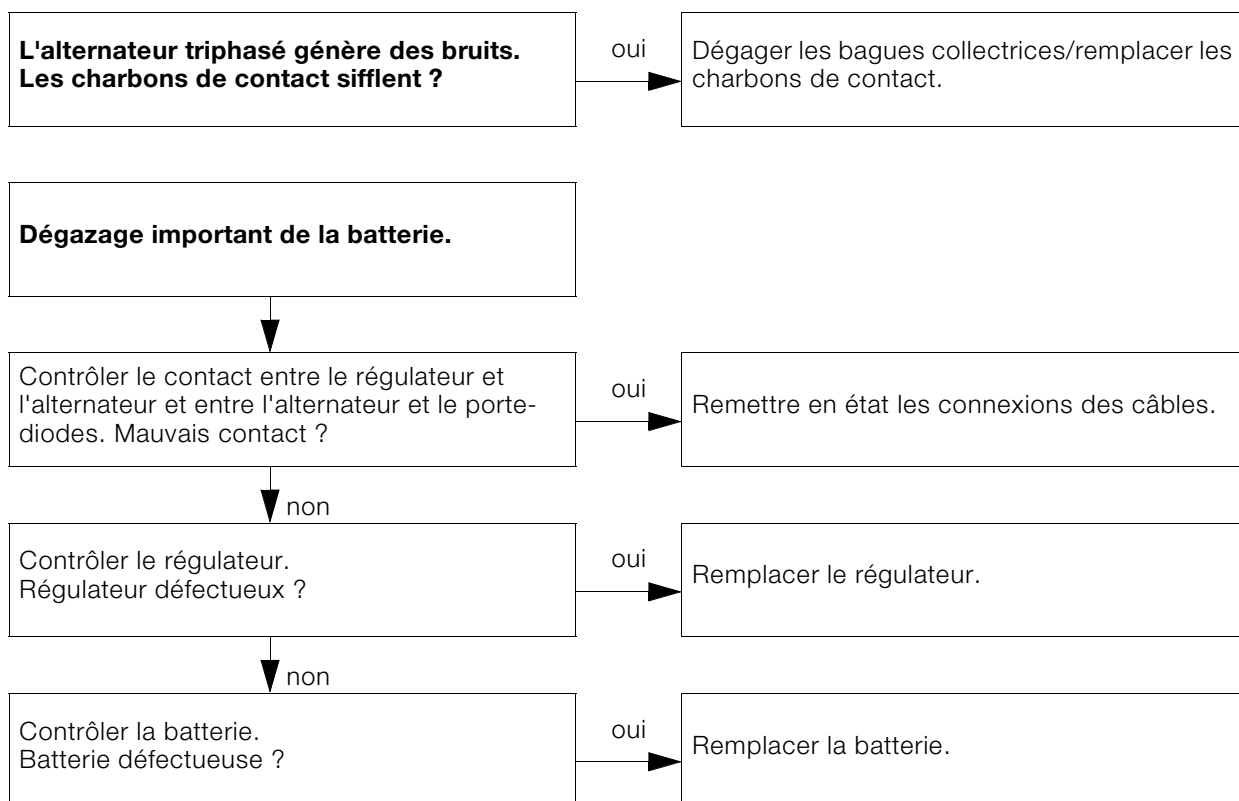 L'alternateur triphasé génère des bruits.
Les charbons de contact sifflent ?
oui
Dégager les bagues collectrices/remplacer les
charbons de contact.
Dégazage important de la batterie.
Contrôler le contact entre le régulateur et
l'alternateur et entre l'alternateur et le porte-
diodes. Mauvais contact ?
oui
Remettre en état les connexions des câbles.
non
Contrôler le régulateur.
Régulateur défectueux ?
oui
Remplacer le régulateur.
non
Contrôler la batterie.
Batterie défectueuse ?
oui
Remplacer la batterie.